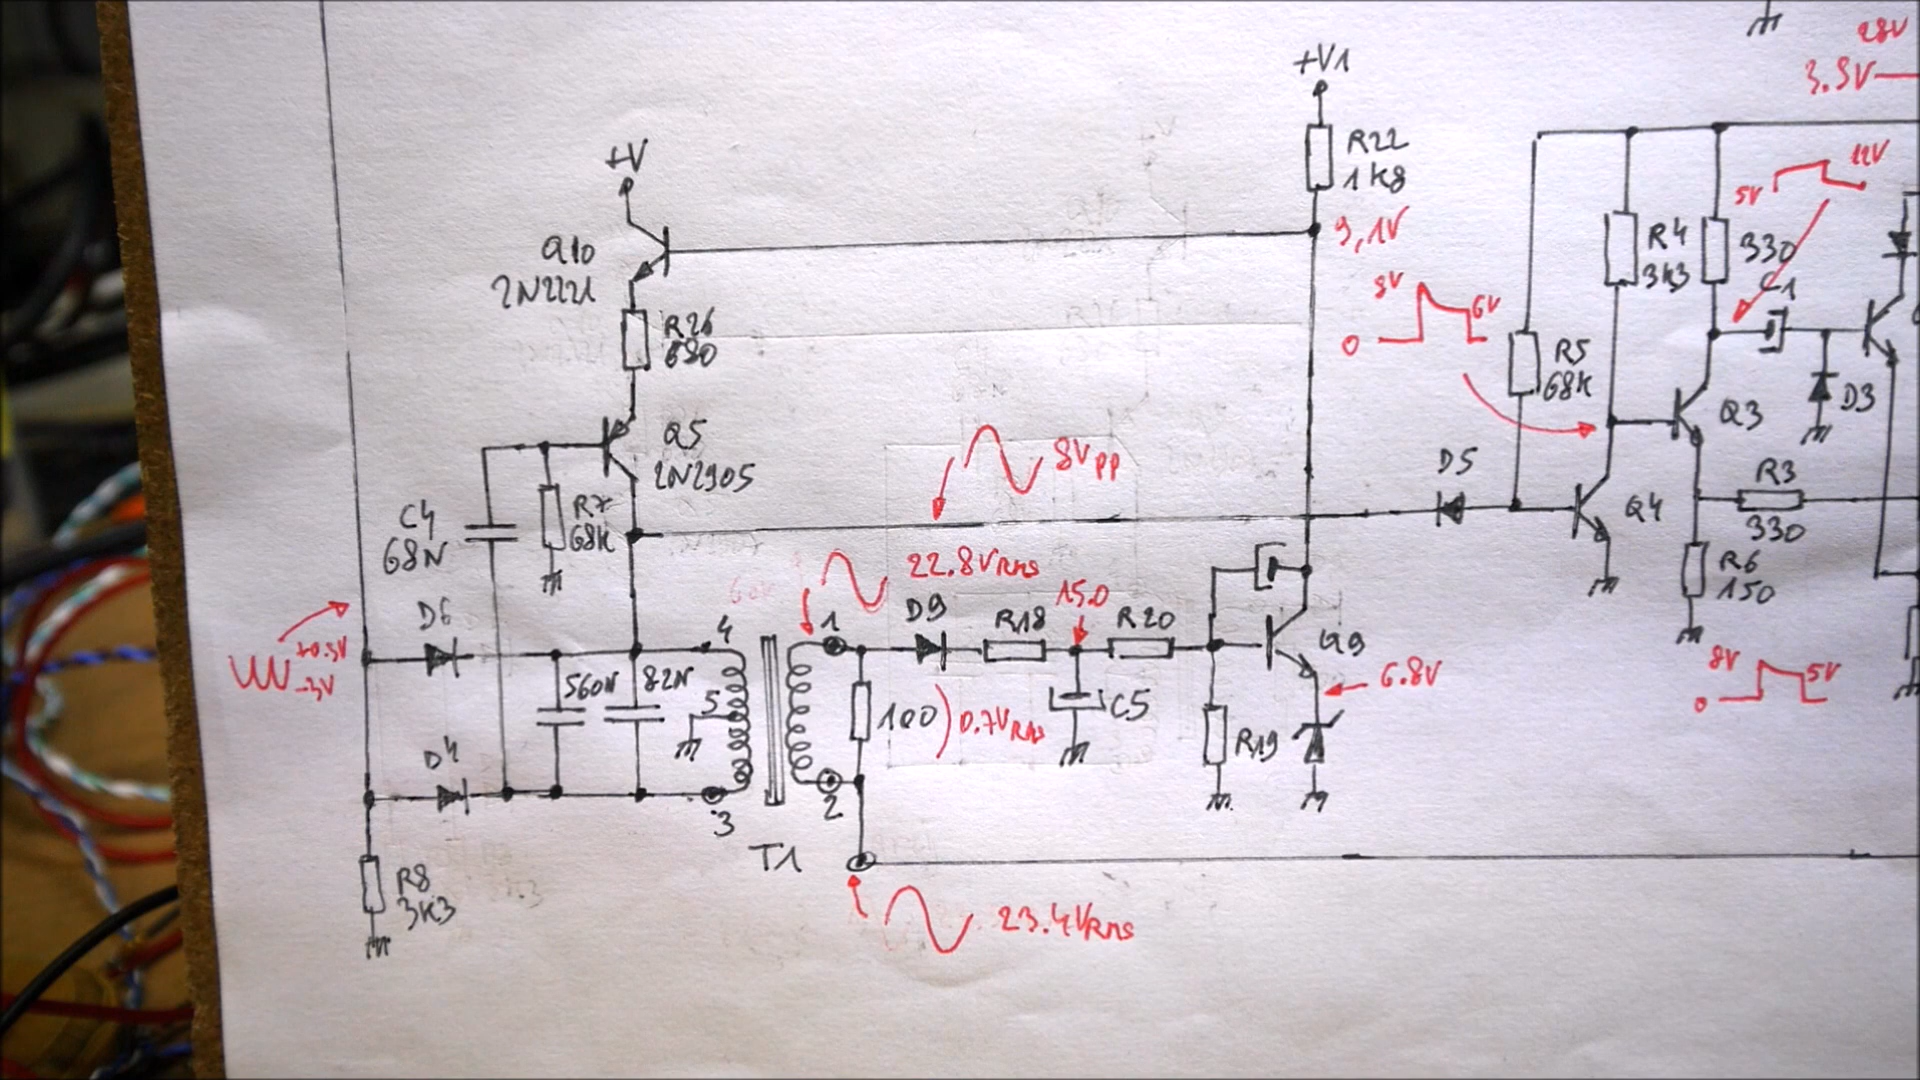 28V
3.9V
+V1
R22
1K8
+V
Q10
2N2221
9,1V
R4
3K3
330
5V
12V
C1
8V
6V
0
R26
680
R5
68K
D3
Q3
Q5
2N2905
8Vpp
D5
R3
330
Q4
C4
68N
R7
68K
22.8VRms
R6
150
D6
4
1
D9
R18
15.0
R20
Q9
+0.3V
-3V
560N
82N
5
100
0.7VRms
C5
R19
6.8V
8V
5V
0
D4
3
2
T1
R8
3K3
23.4VRms